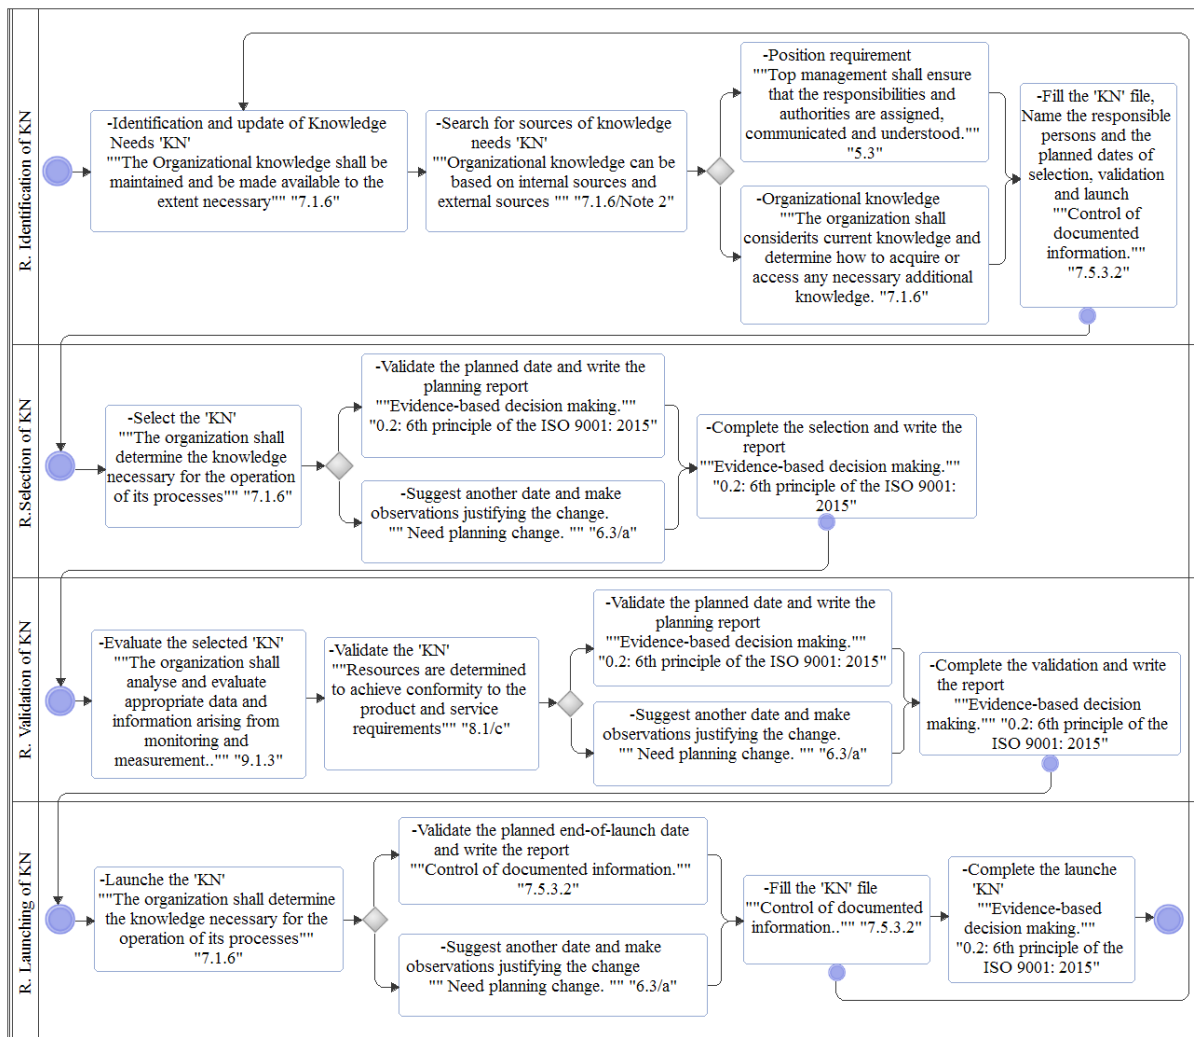 R. Identification of KN
-Identification and update of Knowledge
Needs 'KN'
""The Organizational knowledge shall be
maintained and be made available to the
extent necessary"" "7.1.6"
-Search for sources of knowledge
needs 'KN'
""Organizational knowledge can be
based on internal sources and
external sources "" "7.1.6/Note 2"
-Position requirement
""Top management shall ensure
that the responsibilities and
authorities are assigned,
communicated and understood.""
"5.3"
-Organizational knowledge
""The organization shall
considerits current knowledge and
determine how to acquire or
access any necessary additional
knowledge. "7.1.6"
-Fill the 'KN' file,
Name the responsible
persons and the
planned dates of
selection, validation
and launch
""Control of
documented
information.""
"7.5.3.2"
R.Selection of KN
-Select the 'KN'
""The organization shall
determine the knowledge
necessary for the operation
of its processes"" "7.1.6"
-Validate the planned date and write the
planning report
""Evidence-based decision making.""
"0.2: 6th principle of the ISO 9001: 2015"
-Suggest another date and make
observations justifying the change.
"" Need planning change. "" "6.3/a"
-Complete the selection and write the
report
""Evidence-based decision making.""
"0.2: 6th principle of the ISO 9001:
2015"
R. Validation of KN
-Evaluate the selected 'KN'
""The organization shall
analyse and evaluate
appropriate data and
information arising from
monitoring and
measurement.."" "9.1.3"
-Validate the 'KN'
""Resources are determined
to achieve conformity to the
product and service
requirements"" "8.1/c"
-Validate the planned date and write the
planning report
""Evidence-based decision making.""
"0.2: 6th principle of the ISO 9001: 2015"
-Suggest another date and make
observations justifying the change.
"" Need planning change. "" "6.3/a"
-Complete the validation and write
the report
""Evidence-based decision
making."" "0.2: 6th principle of the
ISO 9001: 2015"
R. Launching of KN
-Launche the 'KN'
""The organization shall determine
the knowledge necessary for the
operation of its processes""
"7.1.6"
-Validate the planned end-of-launch date
and write the report
""Control of documented information.""
"7.5.3.2"
-Suggest another date and make
observations justifying the change
"" Need planning change. "" "6.3/a"
-Fill the 'KN' file
""Control of documented
information.."" "7.5.3.2"
-Complete the launche
'KN'
""Evidence-based
decision making.""
"0.2: 6th principle of the
ISO 9001: 2015"